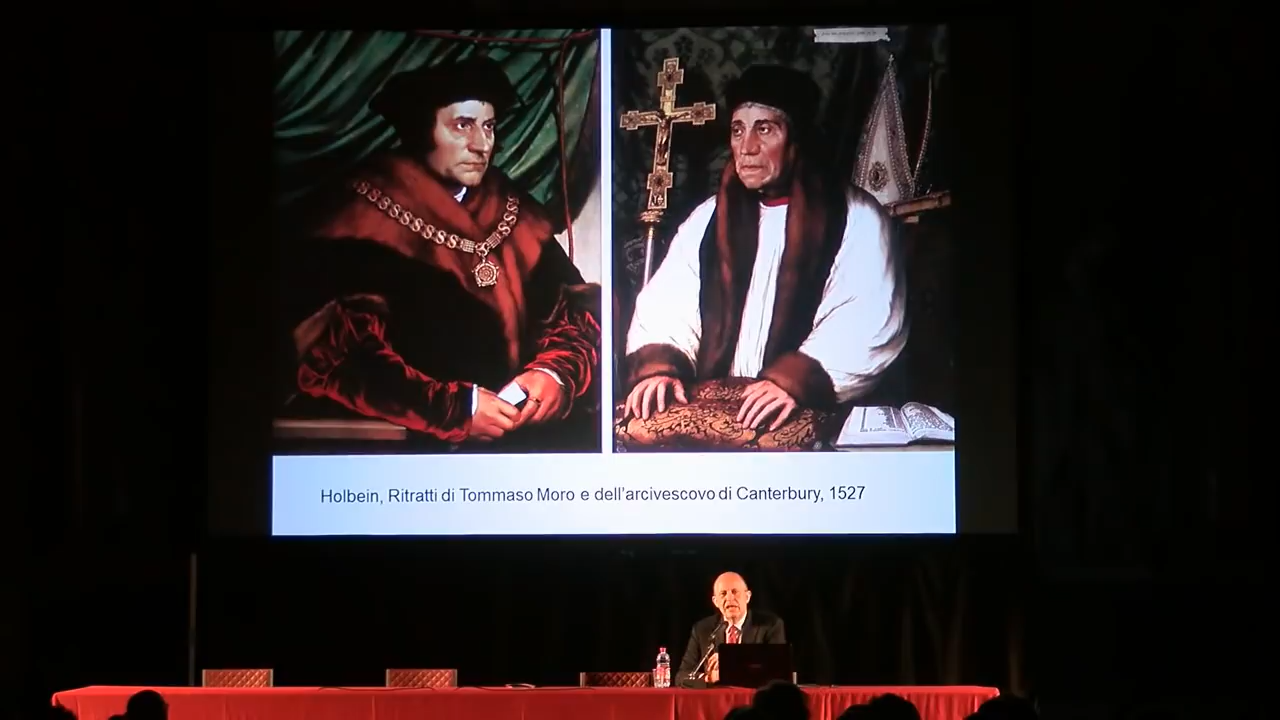 Holbein, Ritratti di Tommaso Moro e dell'arcivescovo di Canterbury, 1527